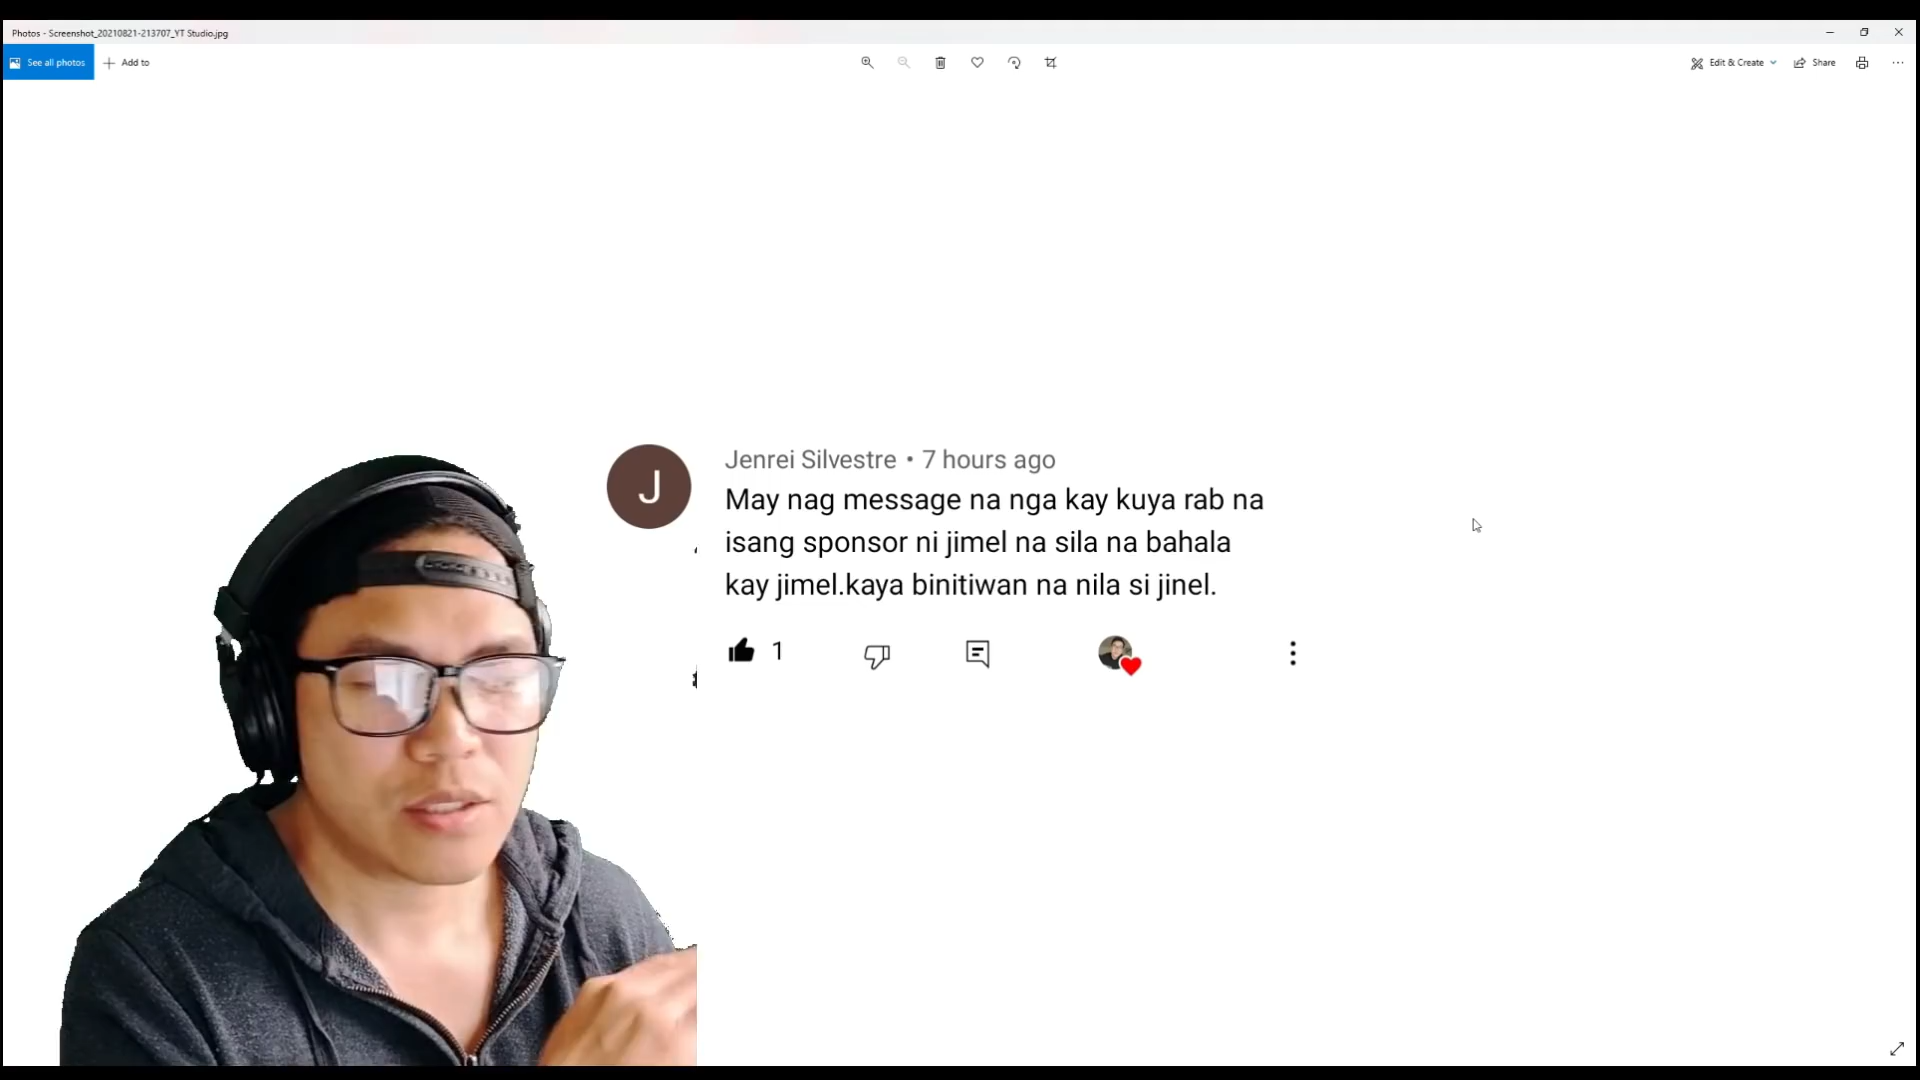 Photos - Screenshot_20210821-213707_YT Studio.jpg
See all photos
Add to
Edit & Create
Share
J
Jenrei Silvestre • 7 hours ago
May nag message na nga kay kuya rab na
isang sponsor ni jimel na sila na bahala
kay jimel.kaya binitiwan na nila si jinel.
1